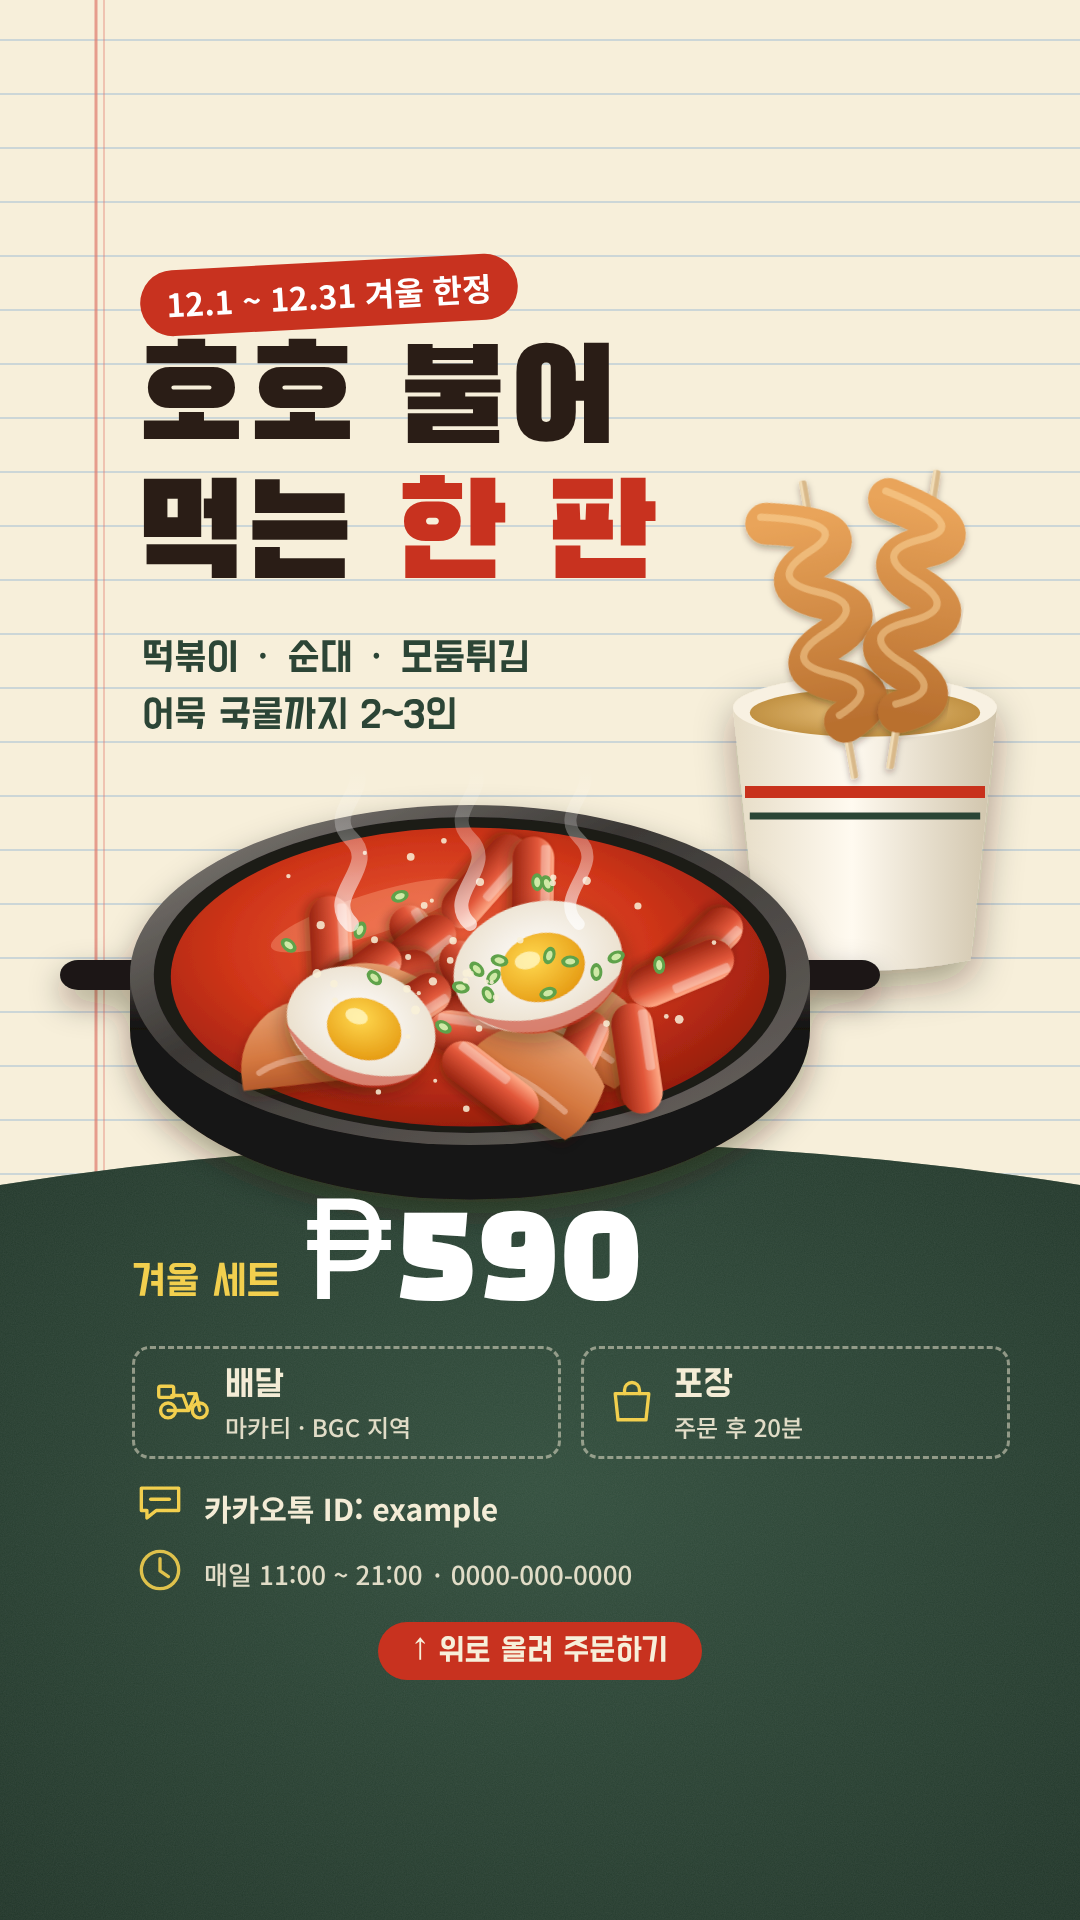 12.1 ~ 12.31 겨울 한정
호호 불어
먹는 한 판
떡볶이 · 순대 · 모둠튀김
어묵 국물까지 2~3인
겨울 세트 ₱590
배달
마카티 · BGC 지역
포장
주문 후 20분
카카오톡 ID: example
매일 11:00 ~ 21:00 · 0000-000-0000
↑ 위로 올려 주문하기